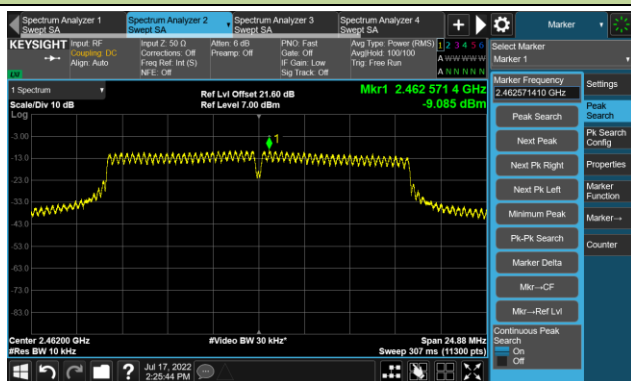 Spectrum Analyzer 1
Swept SA
Spectrum Analyzer 2
Swept SA
Spectrum Analyzer 3
Swept SA
Spectrum Analyzer 4
Swept SA
+
Marker
KEYSIGHT
Input: RF
Coupling: DC
Align: Auto
Input Z: 50 Ω
Corrections: Off
Freq Ref: Int (S)
NFE: Off
Atten: 6 dB
Preamp: Off
PNO: Fast
Gate: Off
IF Gain: Low
Sig Track: Off
Avg Type: Power (RMS)
Avg|Hold: 100/100
Trig: Free Run
1 2 3 4 5 6
A W W W W W
A N N N N N
LXI
Select Marker
Marker 1
1 Spectrum
Scale/Div 10 dB
Log
Ref Lvl Offset 21.60 dB
Ref Level 7.00 dBm
Mkr1 2.462 571 4 GHz
-9.085 dBm
1
-3.00
-13.0
-23.0
-33.0
-43.0
-53.0
-63.0
-73.0
-83.0
Center 2.46200 GHz
#Res BW 10 kHz
#Video BW 30 kHz*
Span 24.88 MHz
Sweep 307 ms (11300 pts)
Marker Frequency
2.462571410 GHz
Peak Search
Next Peak
Next Pk Right
Next Pk Left
Minimum Peak
Pk-Pk Search
Marker Delta
Mkr→CF
Mkr→Ref Lvl
Continuous Peak
Search
On
Off
Settings
Peak
Search
Pk Search
Config
Properties
Marker
Function
Marker→
Counter
?
Jul 17, 2022
2:25:44 PM